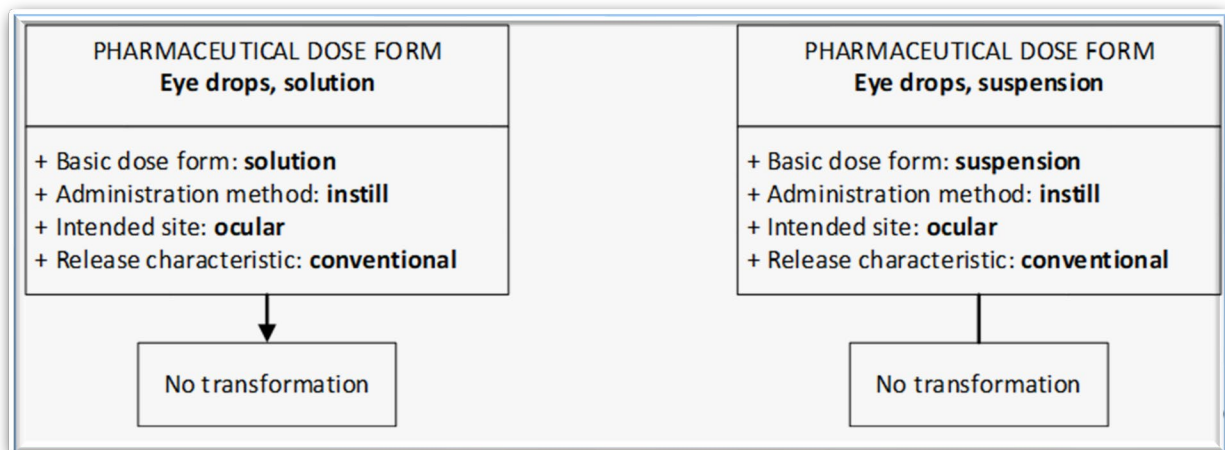 PHARMACEUTICAL DOSE FORM
Eye drops, solution
+ Basic dose form: solution
+ Administration method: instill
+ Intended site: ocular
+ Release characteristic: conventional
No transformation
PHARMACEUTICAL DOSE FORM
Eye drops, suspension
+ Basic dose form: suspension
+ Administration method: instill
+ Intended site: ocular
+ Release characteristic: conventional
No transformation